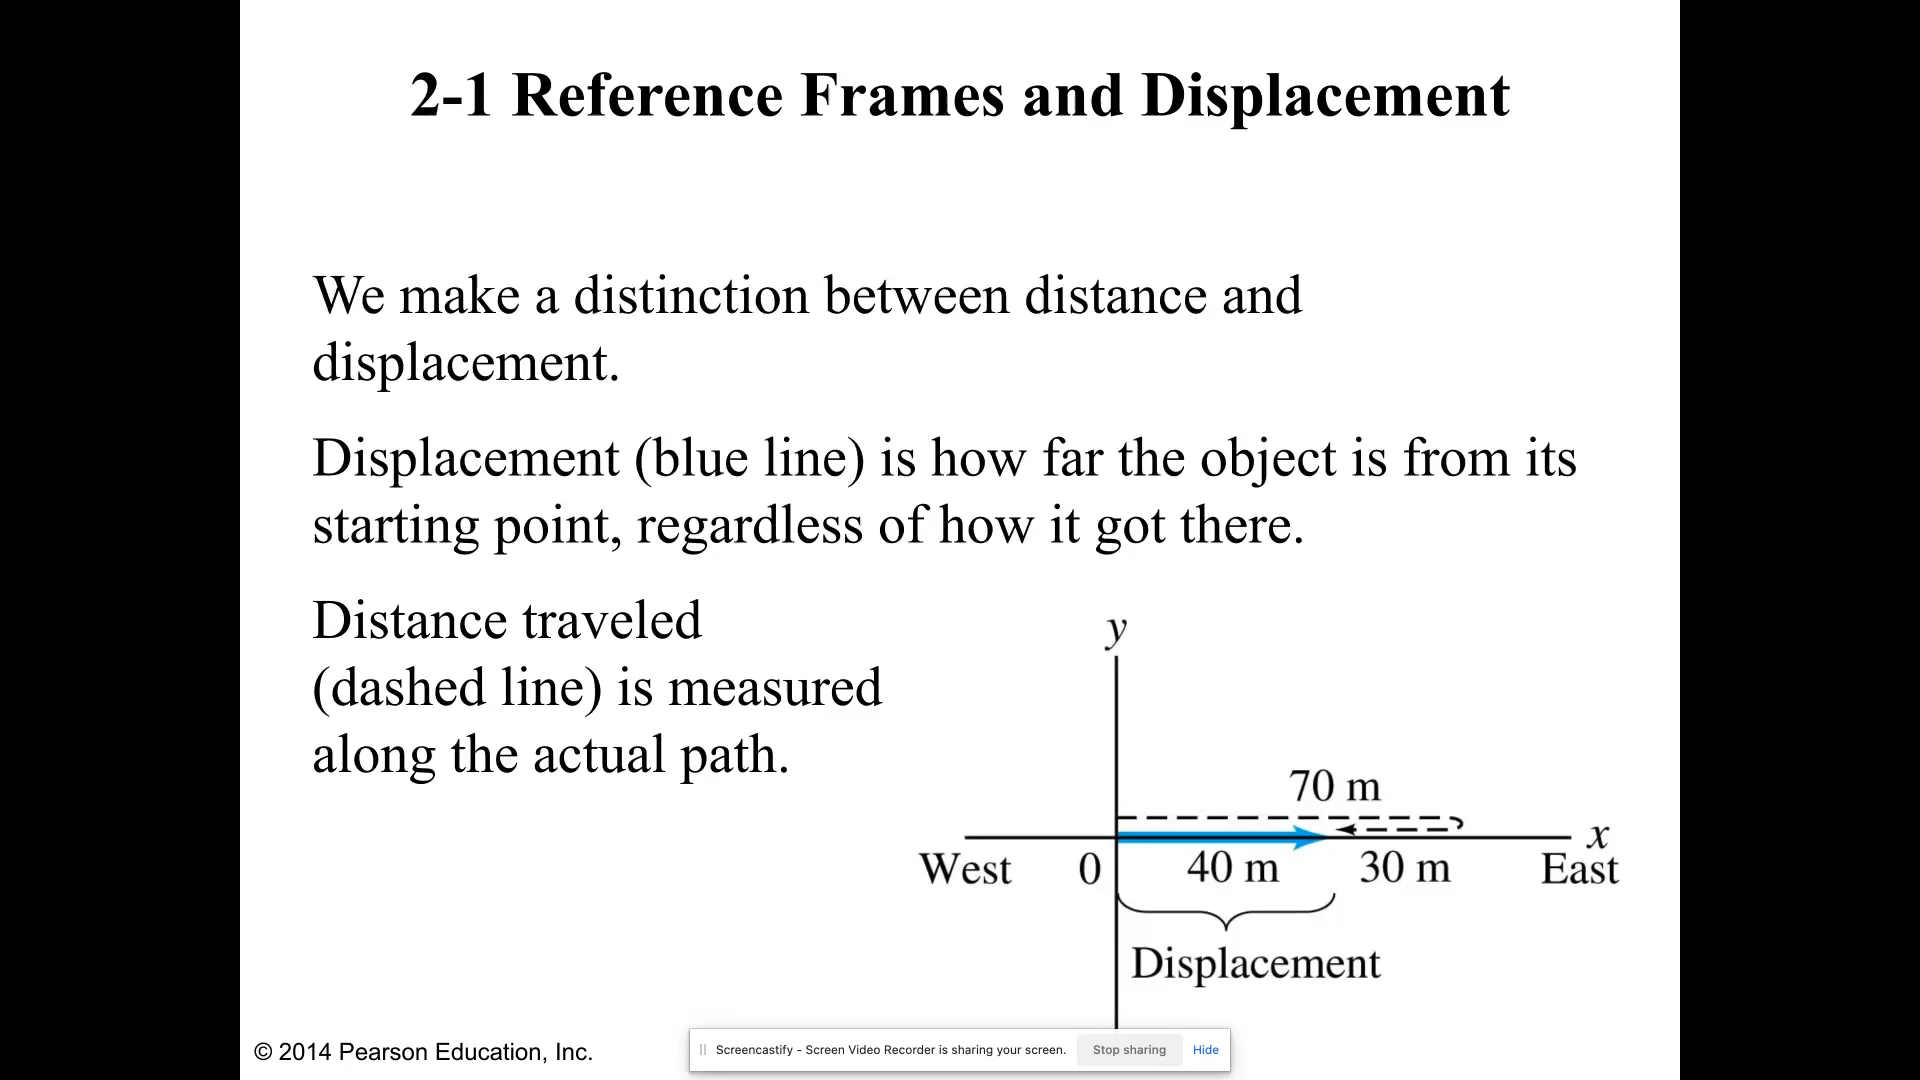 2-1 Reference Frames and Displacement
We make a distinction between distance and
displacement.
Displacement (blue line) is how far the object is from its
starting point, regardless of how it got there.
Distance traveled
(dashed line) is measured
along the actual path.
y
70 m
x
West 0 40 m 30 m East
Displacement
© 2014 Pearson Education, Inc.
Screencastify - Screen Video Recorder is sharing your screen. Stop sharing Hide